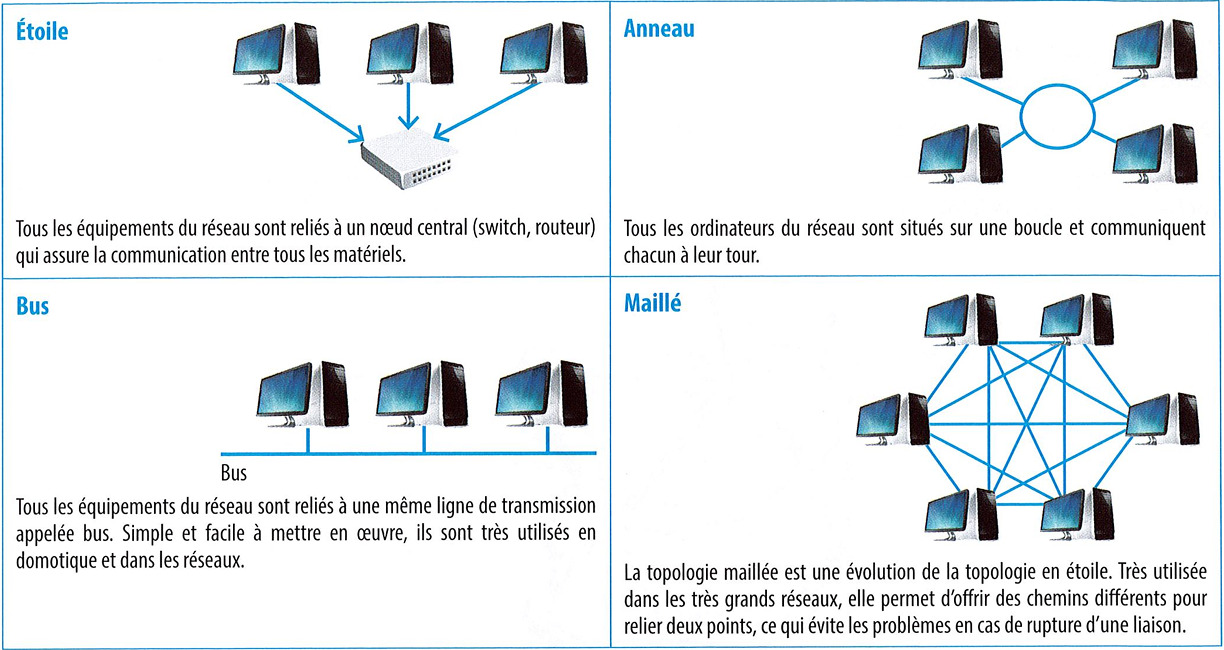 Étoile
Tous les équipements du réseau sont reliés à un nœud central (switch, routeur)
qui assure la communication entre tous les matériels.
Anneau
Tous les ordinateurs du réseau sont situés sur une boucle et communiquent
chacun à leur tour.
Bus
Bus
Tous les équipements du réseau sont reliés à une même ligne de transmission
appelée bus. Simple et facile à mettre en œuvre, ils sont très utilisés en
domotique et dans les réseaux.
Maillé
La topologie maillée est une évolution de la topologie en étoile. Très utilisée
dans les très grands réseaux, elle permet d'offrir des chemins différents pour
relier deux points, ce qui évite les problèmes en cas de rupture d'une liaison.